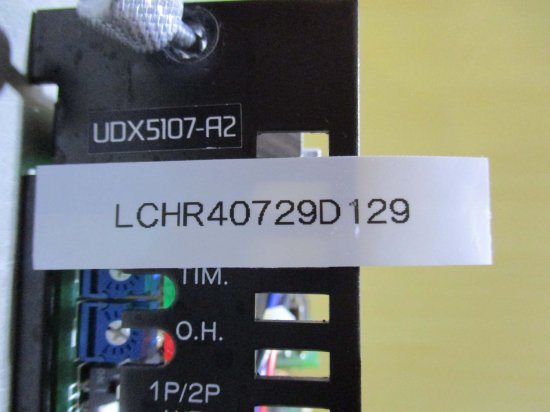 UDX5107-A2
LCHR40729D129
TIM.
O.H.
1P/2P